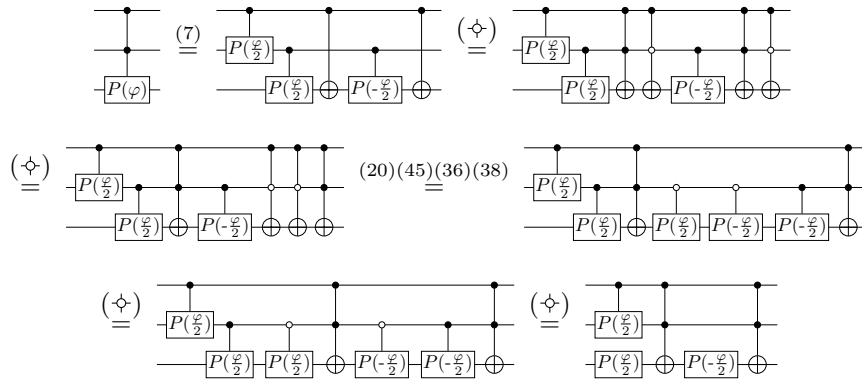 (7) (-○-)
= P(φ/2) = P(φ/2)
P(φ) P(φ/2) P(-φ/2) P(φ/2) P(-φ/2)
(-○-) (20)(45)(36)(38)
= P(φ/2) = P(φ/2)
P(φ/2) P(-φ/2) P(φ/2) P(φ/2) P(-φ/2) P(-φ/2)
(-○-) (-○-)
= P(φ/2) = P(φ/2)
P(φ/2) P(φ/2) P(-φ/2) P(-φ/2) P(φ/2) P(-φ/2)